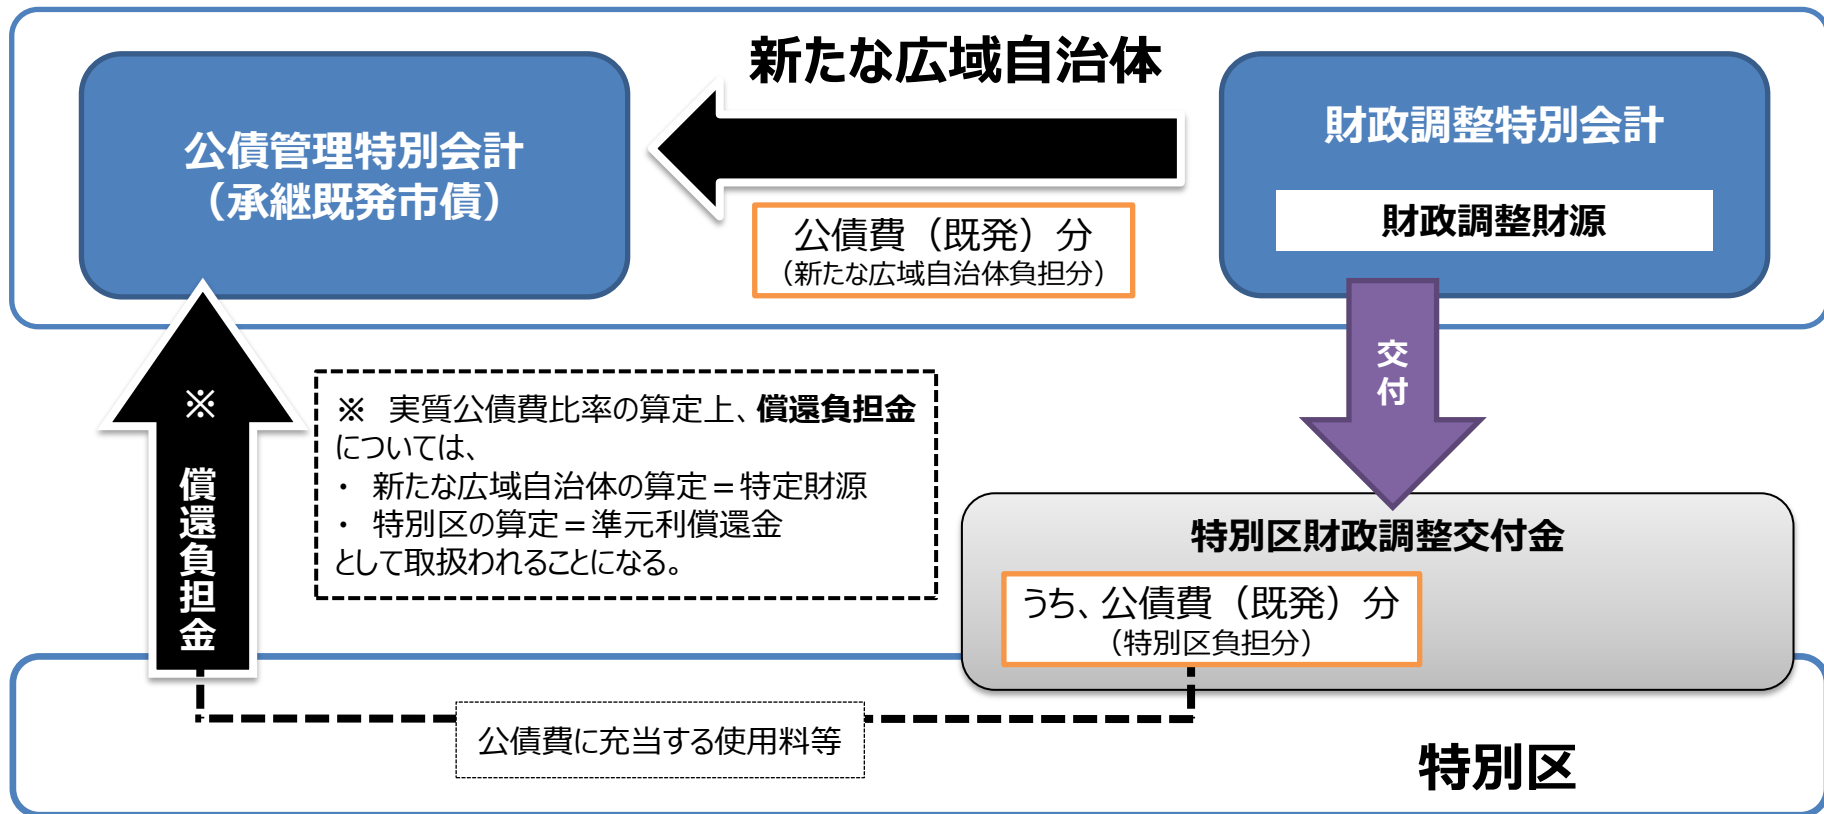 新たな広域自治体
公債管理特別会計
（承継既発市債）
財政調整特別会計
財政調整財源
公債費（既発）分
（新たな広域自治体負担分）
交付
※ 償還負担金
※ 実質公債費比率の算定上、償還負担金
については、
・ 新たな広域自治体の算定＝特定財源
・ 特別区の算定＝準元利償還金
として取扱われることになる。
特別区財政調整交付金
うち、公債費（既発）分
（特別区負担分）
公債費に充当する使用料等
特別区